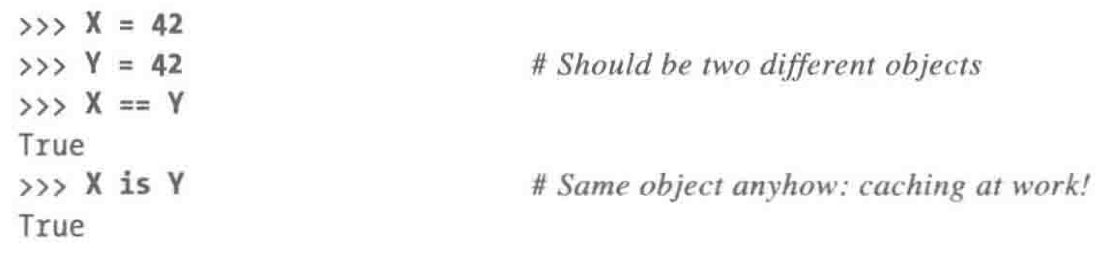 >>> X = 42
>>> Y = 42 # Should be two different objects
>>> X == Y
True
>>> X is Y # Same object anyhow: caching at work!
True